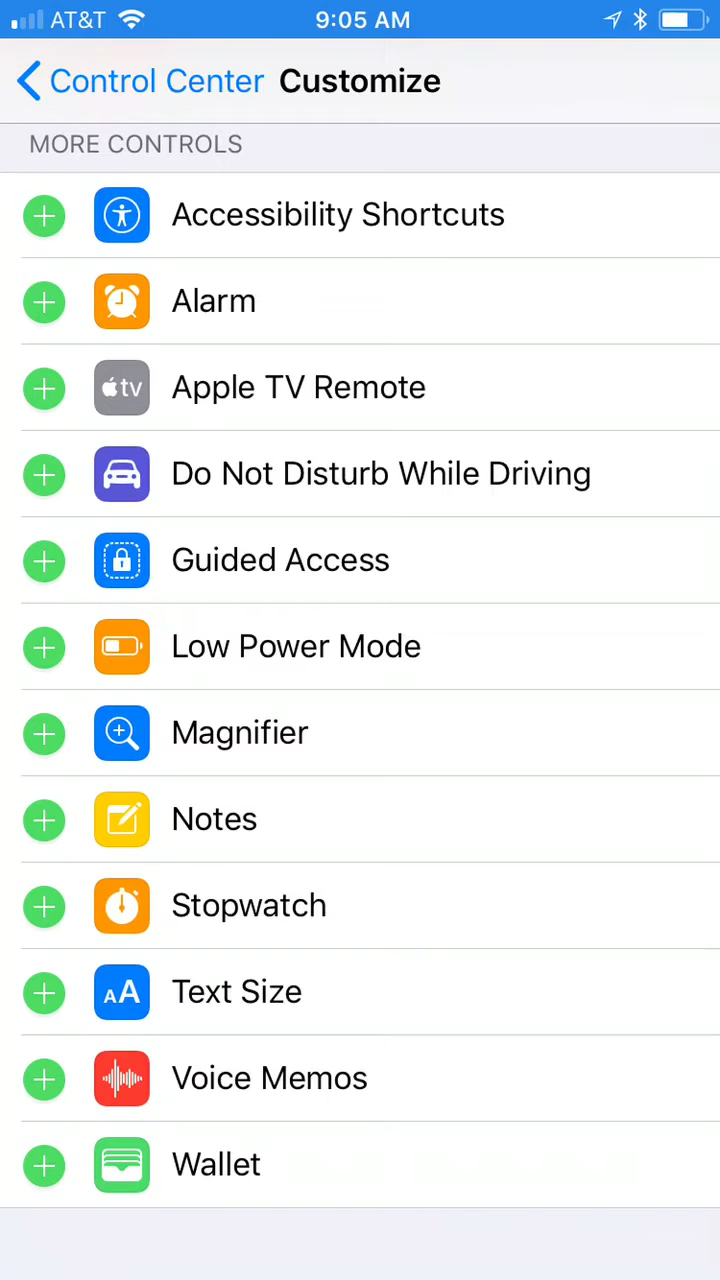 AT&T 9:05 AM
Control Center Customize
MORE CONTROLS
Accessibility Shortcuts
Alarm
tv Apple TV Remote
Do Not Disturb While Driving
Guided Access
Low Power Mode
Magnifier
Notes
Stopwatch
AA Text Size
Voice Memos
Wallet